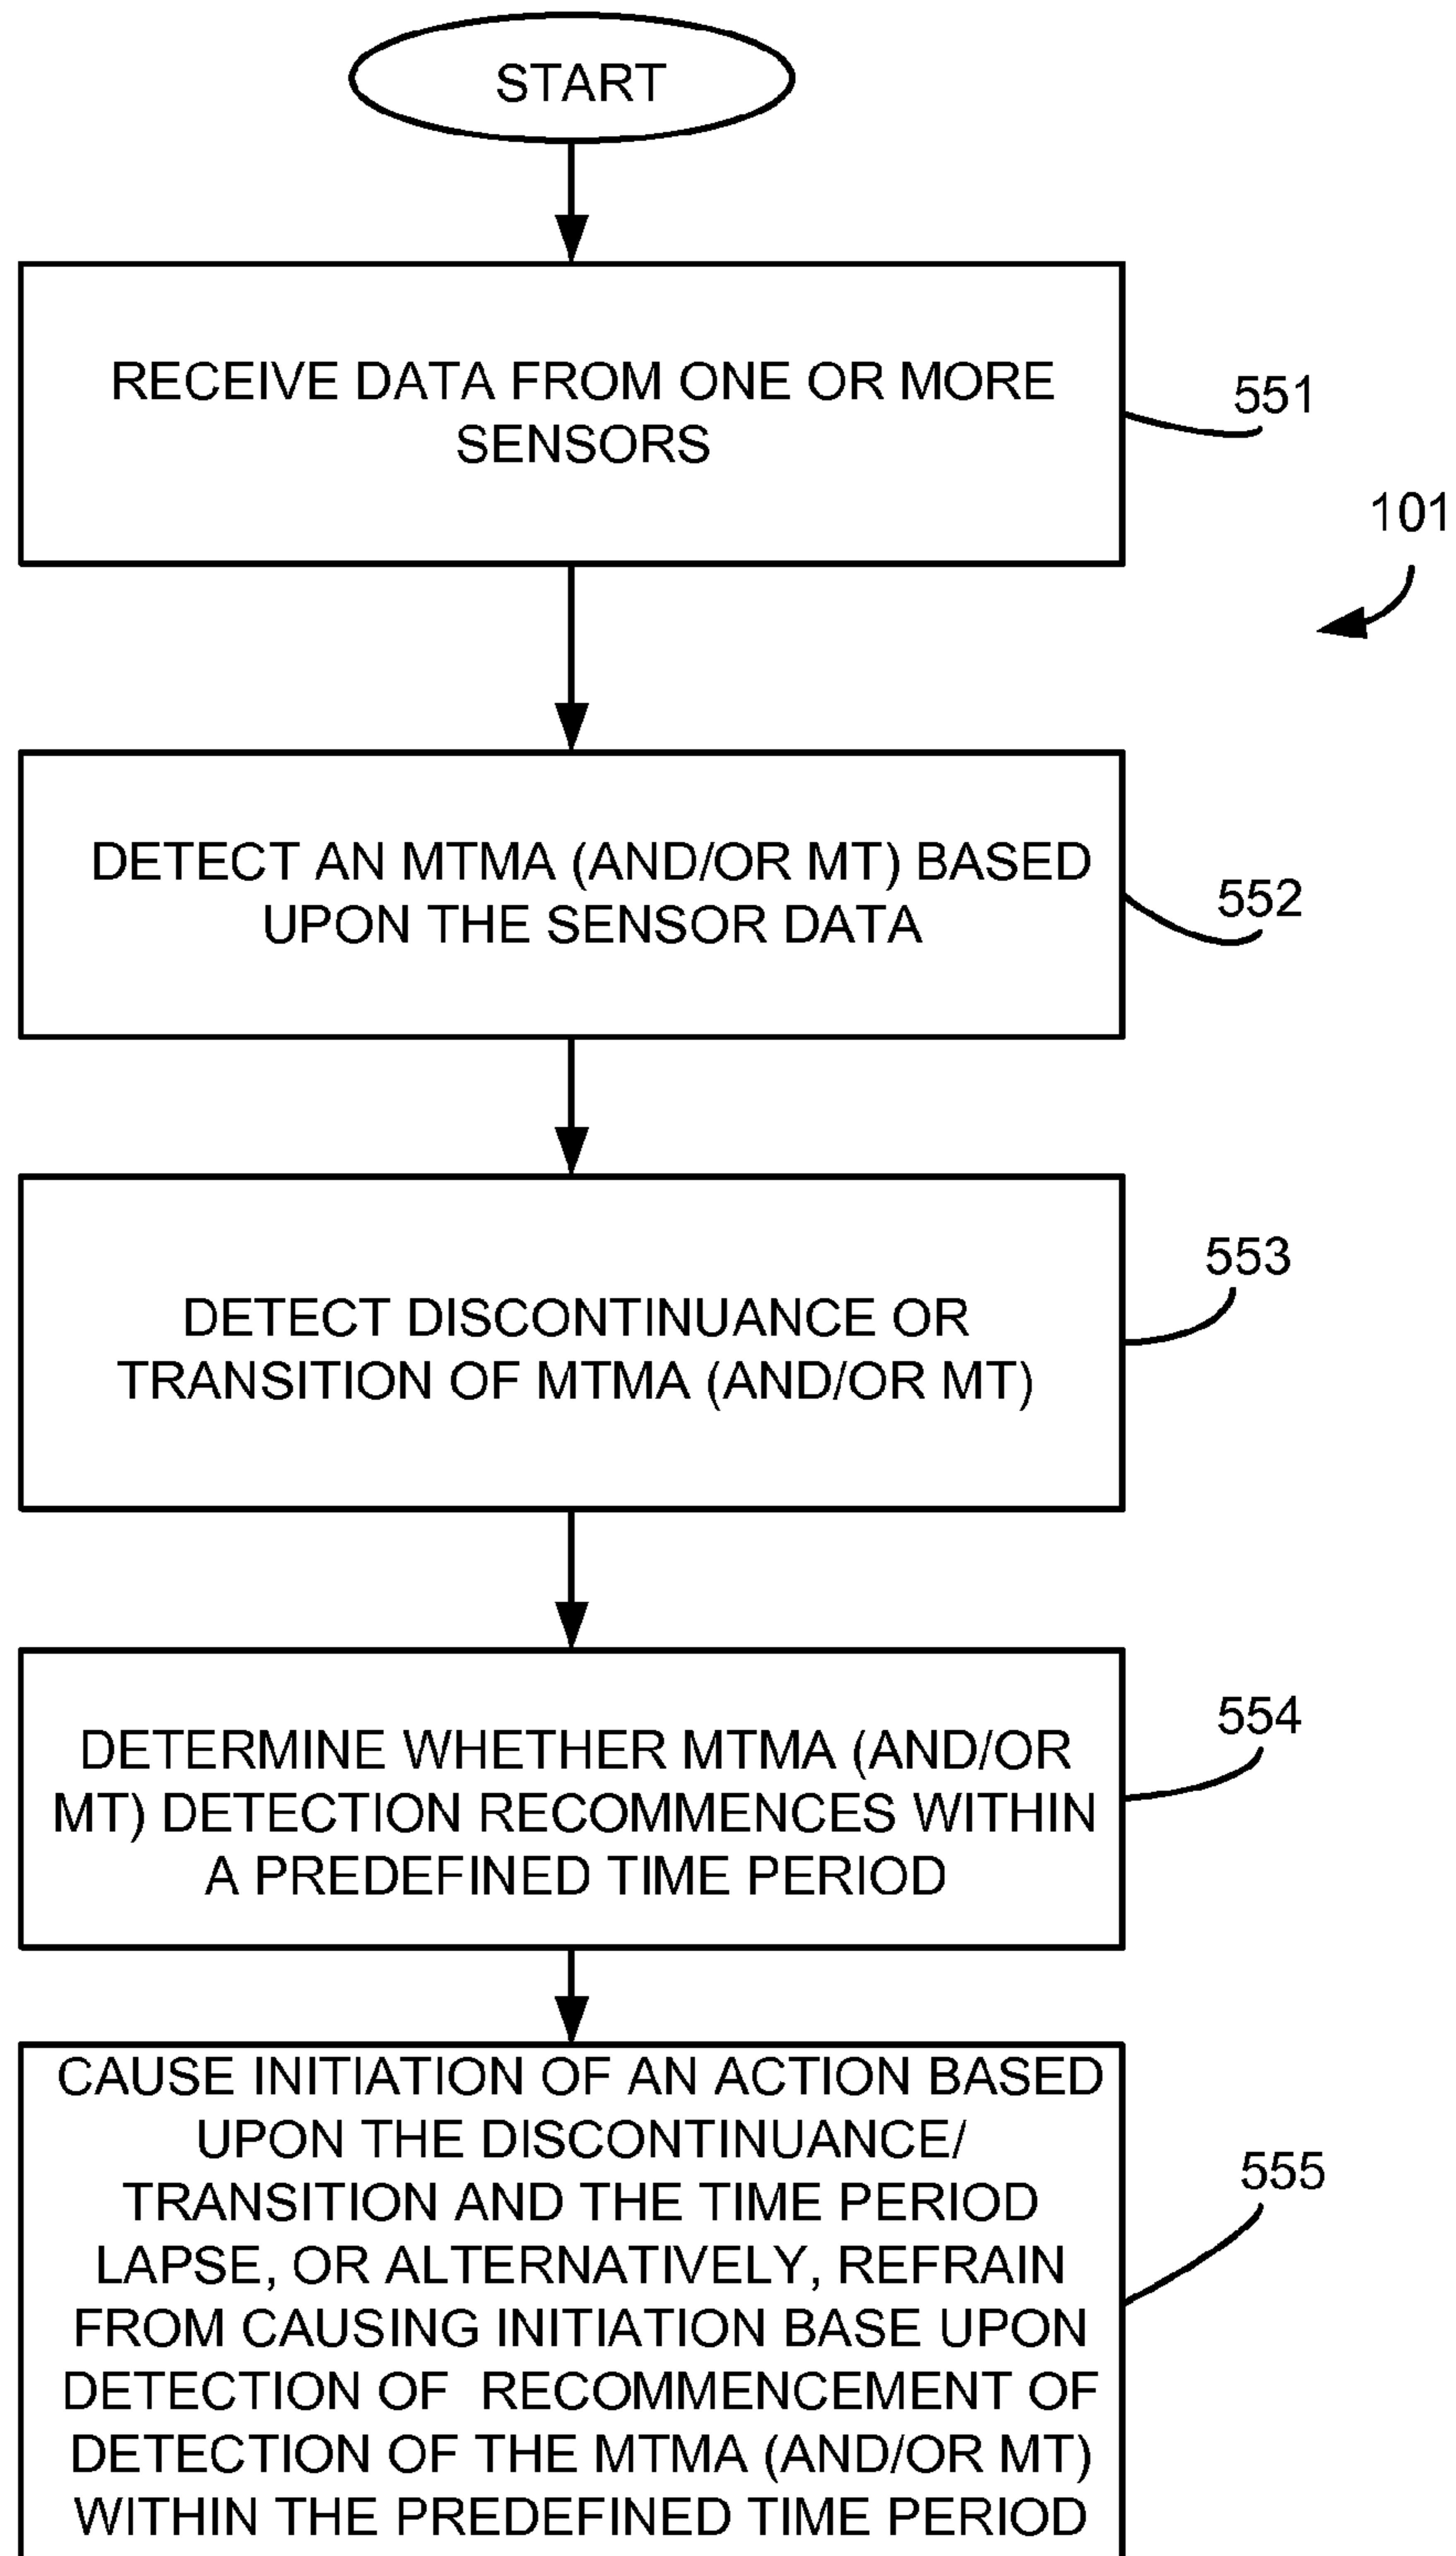 START
RECEIVE DATA FROM ONE OR MORE
SENSORS
551
101
DETECT AN MTMA (AND/OR MT) BASED
UPON THE SENSOR DATA
552
DETECT DISCONTINUANCE OR
TRANSITION OF MTMA (AND/OR MT)
553
DETERMINE WHETHER MTMA (AND/OR
MT) DETECTION RECOMMENCES WITHIN
A PREDEFINED TIME PERIOD
554
CAUSE INITIATION OF AN ACTION BASED
UPON THE DISCONTINUANCE/
TRANSITION AND THE TIME PERIOD
LAPSE, OR ALTERNATIVELY, REFRAIN
FROM CAUSING INITIATION BASE UPON
DETECTION OF RECOMMENCEMENT OF
DETECTION OF THE MTMA (AND/OR MT)
WITHIN THE PREDEFINED TIME PERIOD
555